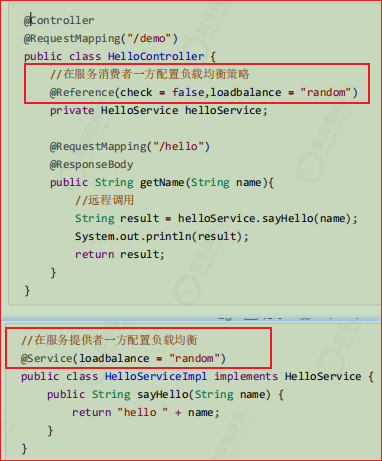 @Controller
@RequestMapping("/demo")
public class HelloController {
//在服务消费者一方配置负载均衡策略
@Reference(check = false,loadbalance = "random")
private HelloService helloService;
@RequestMapping("/hello")
@ResponseBody
public String getName(String name){
//远程调用
String result = helloService.sayHello(name);
System.out.println(result);
return result;
}
}
//在服务提供者一方配置负载均衡
@Service(loadbalance = "random")
public class HelloServiceImpl implements HelloService {
public String sayHello(String name) {
return "hello " + name;
}
}